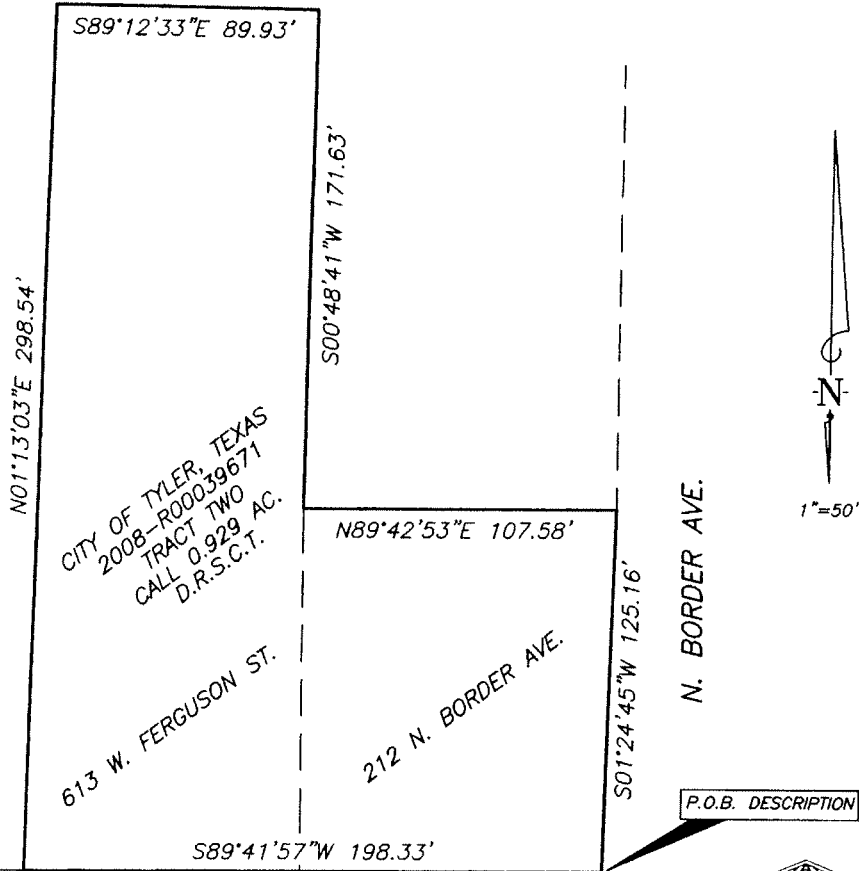 S89°12'33"E 89.93'
S00°48'41"W 171.63'
N01°13'03"E 298.54'
CITY OF TYLER, TEXAS
2008-R00039671
TRACT TWO
CALL 0.929 AC.
D.R.S.C.T.
N
1"=50'
N89°42'53"E 107.58'
N. BORDER AVE.
S01°24'45"W 125.16'
613 W. FERGUSON ST.
212 N. BORDER AVE.
P.O.B. DESCRIPTION
S89°41'57"W 198.33'